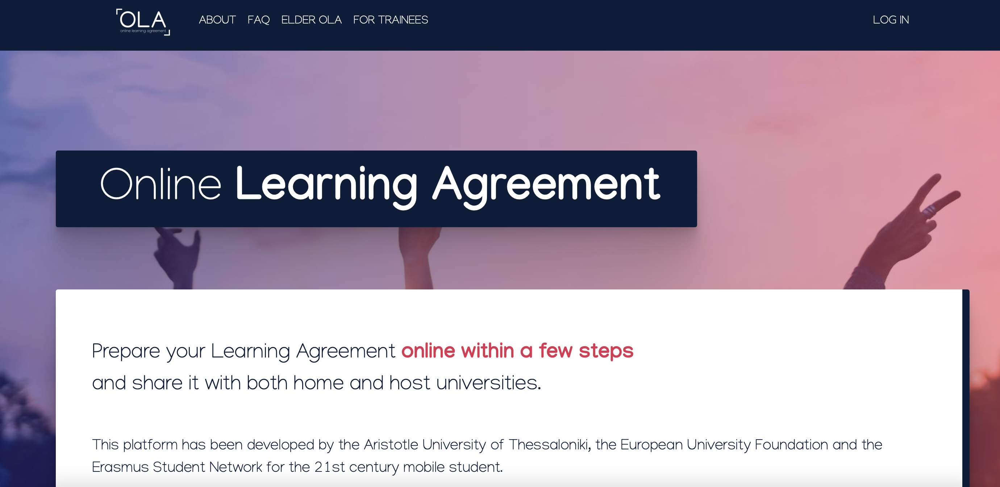 OLA
online learning agreement
ABOUT FAQ ELDER OLA FOR TRAINEES LOG IN
Online Learning Agreement
Prepare your Learning Agreement online within a few steps
and share it with both home and host universities.
This platform has been developed by the Aristotle University of Thessaloniki, the European University Foundation and the
Erasmus Student Network for the 21st century mobile student.